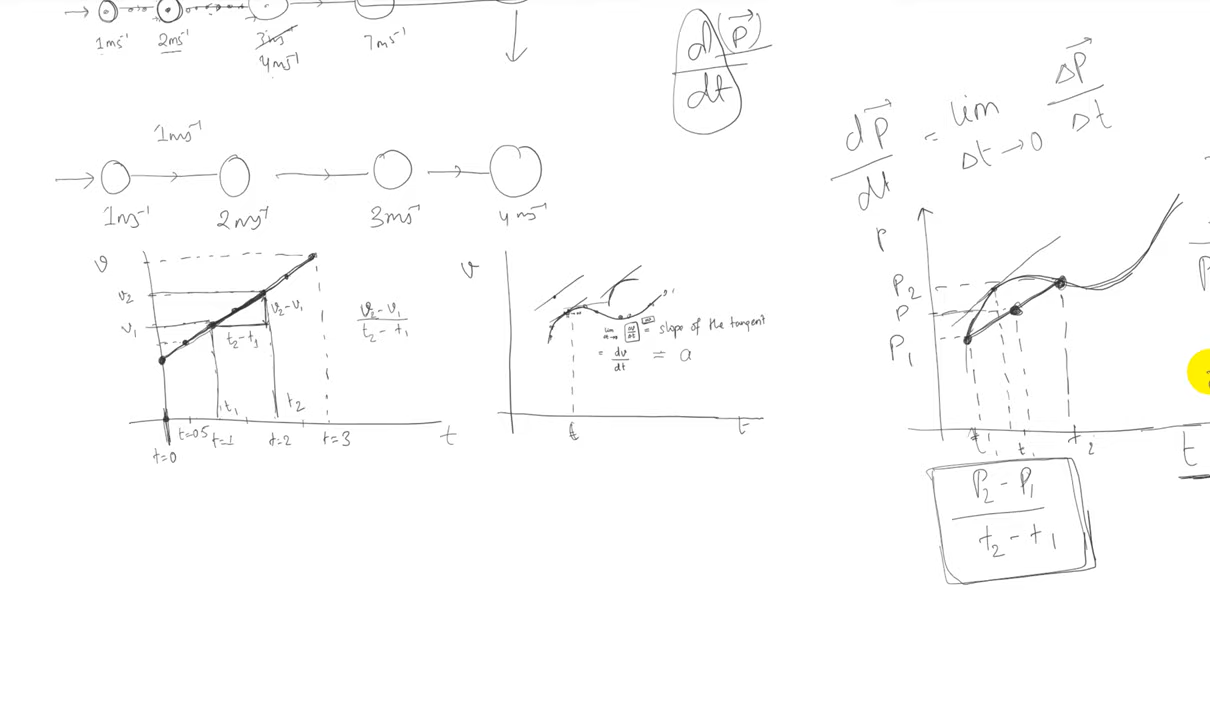 1ms⁻¹ 2ms⁻¹ 3ms⁻¹ 7ms⁻¹
4ms⁻¹
d(P⃗)
dt
dP⃗/dt = lim Δt→0 ΔP⃗/Δt
1ms⁻¹
1ms⁻¹ 2ms⁻¹ 3ms⁻¹ 4ms⁻¹
v
v₂
v₁
v₂-v₁
t₂-t₁
v₂-v₁
t₂-t₁
t₁ t₂
t=0 t=0.5 t=1 t=2 t=3 t
v
= slope of the tangent
= dv/dt = a
t t
P
P₂
P
P₁
t₁ t₁ t₂ t
P₂-P₁
t₂-t₁